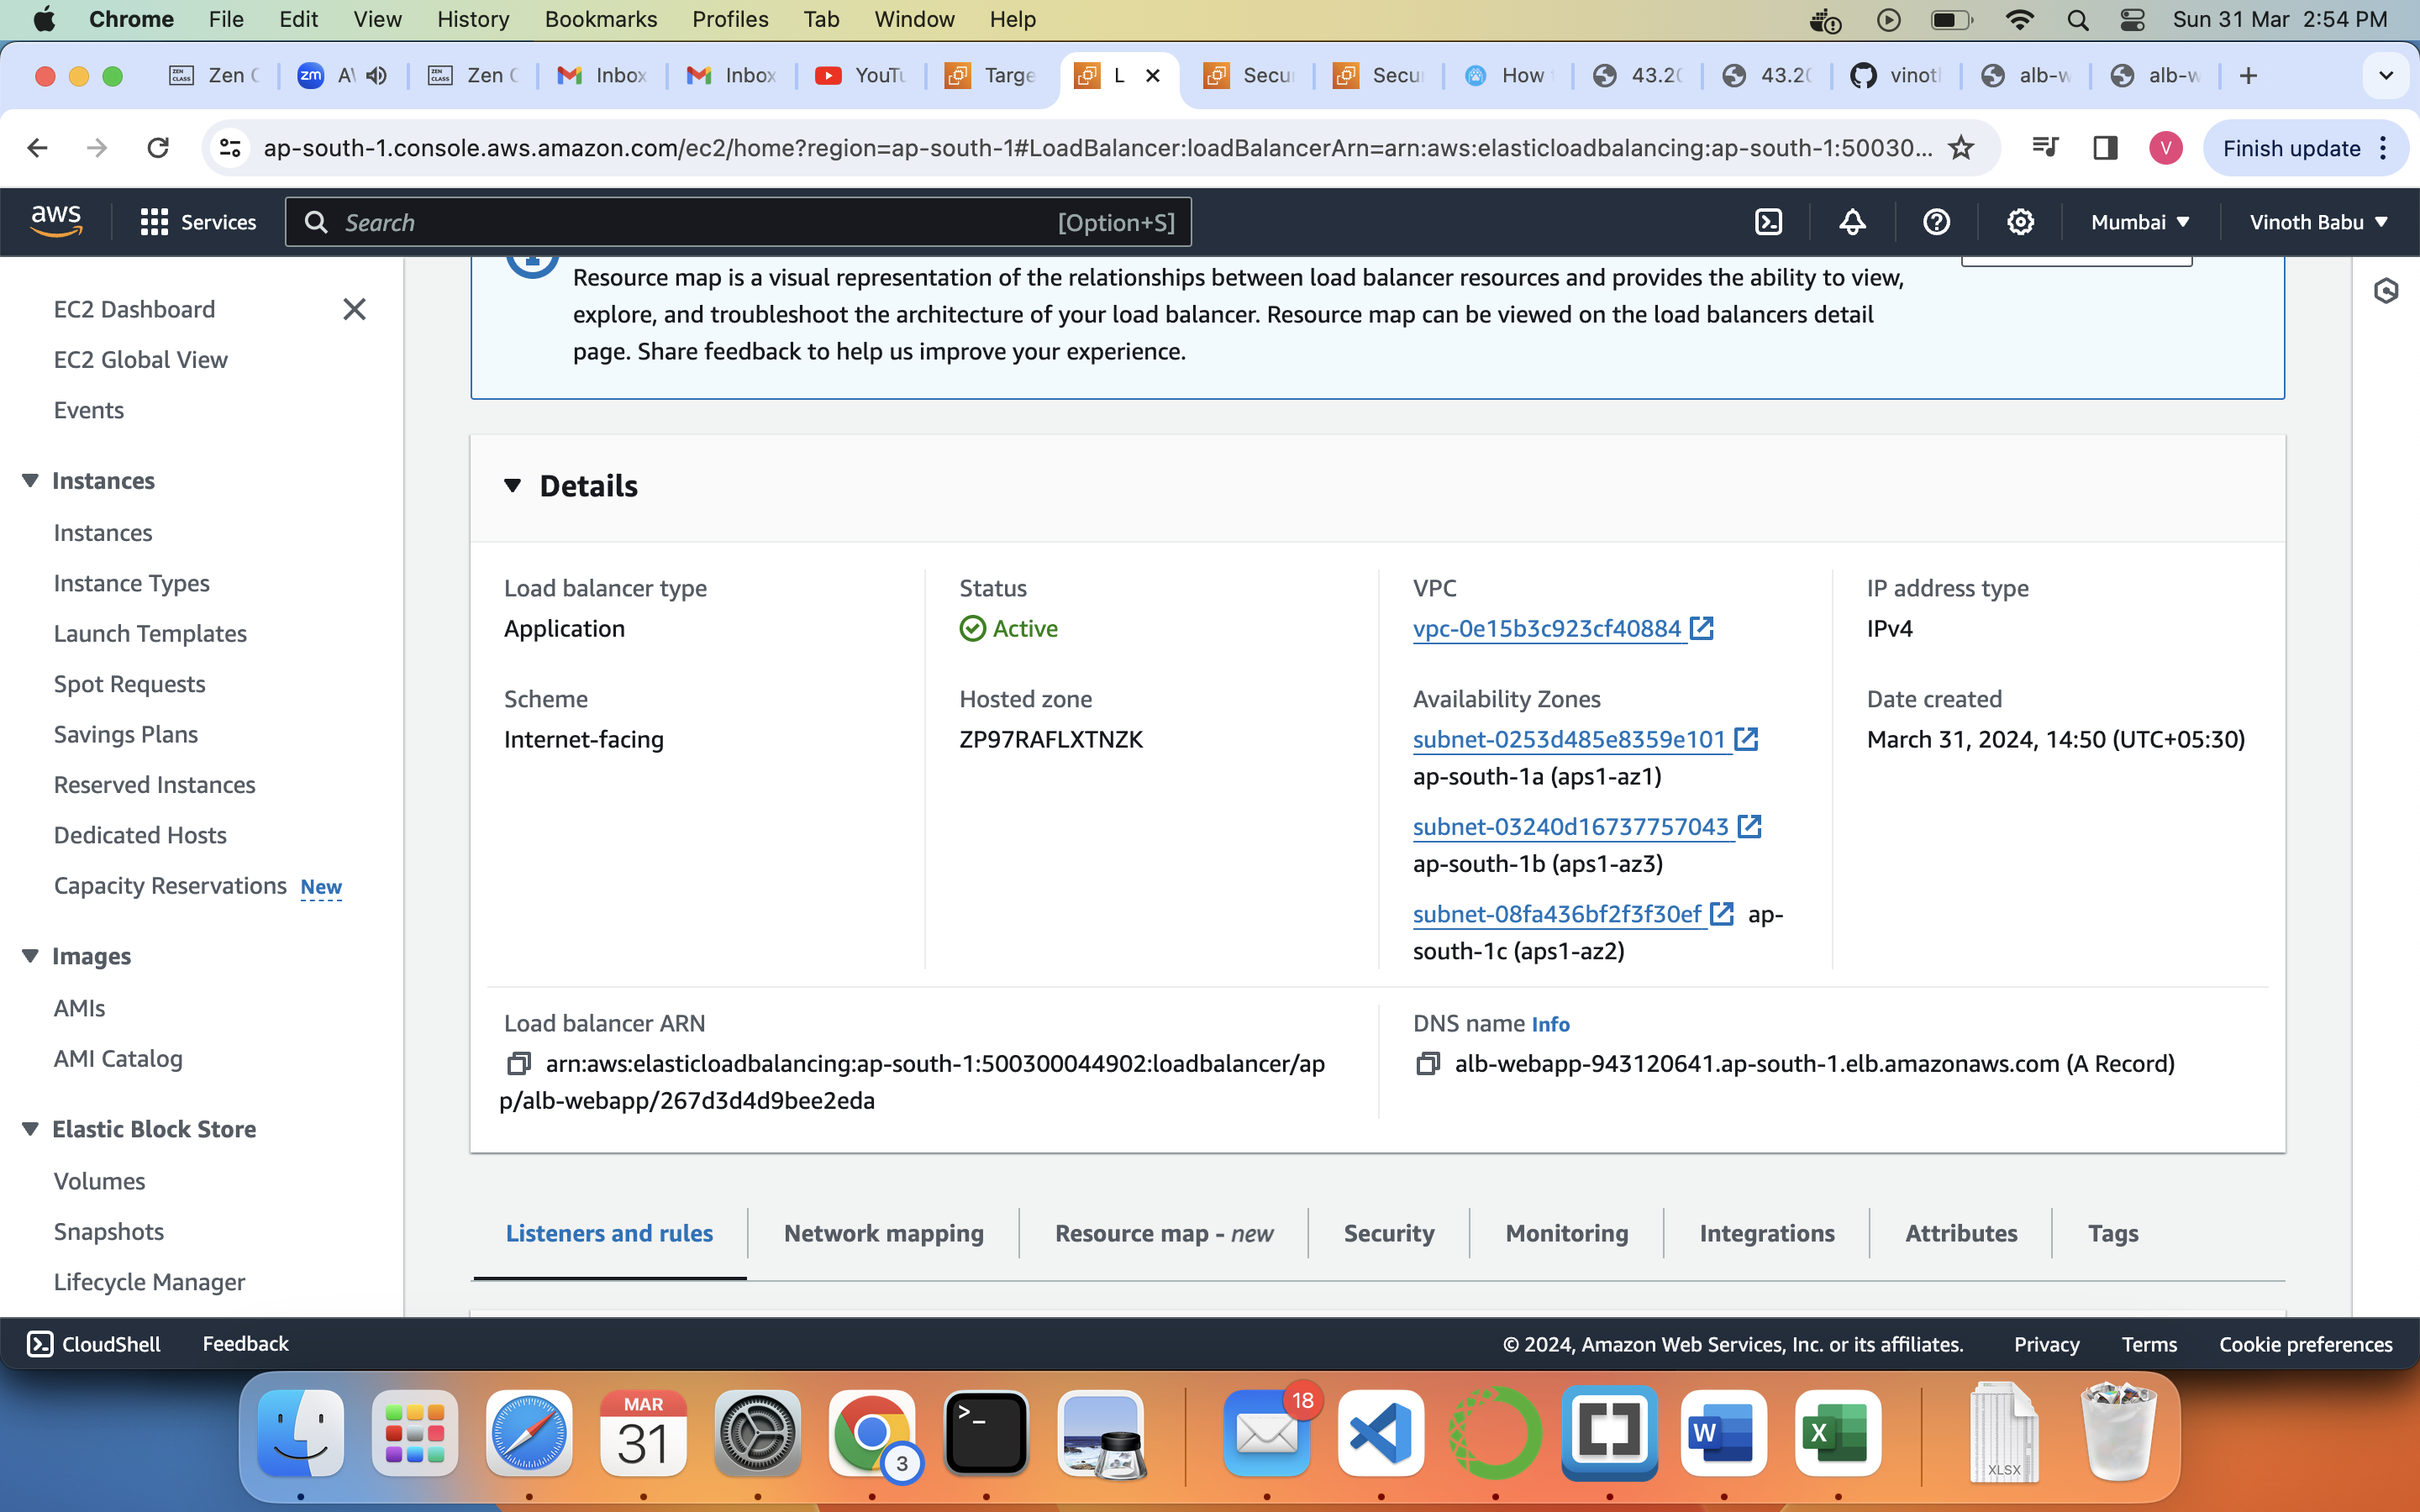 Chrome File Edit View History Bookmarks Profiles Tab Window Help Sun 31 Mar 2:54 PM
Zen C zm AV Zen C Inbox Inbox YouTu Targe L Secu Secu How 43.20 43.20 vinoth alb-w alb-w
ap-south-1.console.aws.amazon.com/ec2/home?region=ap-south-1#LoadBalancer:loadBalancerArn=arn:aws:elasticloadbalancing:ap-south-1:50030... V Finish update
aws Services Search [Option+S] Mumbai Vinoth Babu
EC2 Dashboard
EC2 Global View
Events
Instances
Instances
Instance Types
Launch Templates
Spot Requests
Savings Plans
Reserved Instances
Dedicated Hosts
Capacity Reservations New
Images
AMIs
AMI Catalog
Elastic Block Store
Volumes
Snapshots
Lifecycle Manager
Resource map is a visual representation of the relationships between load balancer resources and provides the ability to view,
explore, and troubleshoot the architecture of your load balancer. Resource map can be viewed on the load balancers detail
page. Share feedback to help us improve your experience.
Details
Load balancer type
Application
Scheme
Internet-facing
Status
Active
Hosted zone
ZP97RAFLXTNZK
VPC
vpc-0e15b3c923cf40884
Availability Zones
subnet-0253d485e8359e101
ap-south-1a (aps1-az1)
subnet-03240d16737757043
ap-south-1b (aps1-az3)
subnet-08fa436bf2f3f30ef ap-
south-1c (aps1-az2)
IP address type
IPv4
Date created
March 31, 2024, 14:50 (UTC+05:30)
Load balancer ARN
arn:aws:elasticloadbalancing:ap-south-1:500300044902:loadbalancer/ap
p/alb-webapp/267d3d4d9bee2eda
DNS name Info
alb-webapp-943120641.ap-south-1.elb.amazonaws.com (A Record)
Listeners and rules Network mapping Resource map - new Security Monitoring Integrations Attributes Tags
CloudShell Feedback © 2024, Amazon Web Services, Inc. or its affiliates. Privacy Terms Cookie preferences
MAR
31
3
>_
18
W
X
XLSX